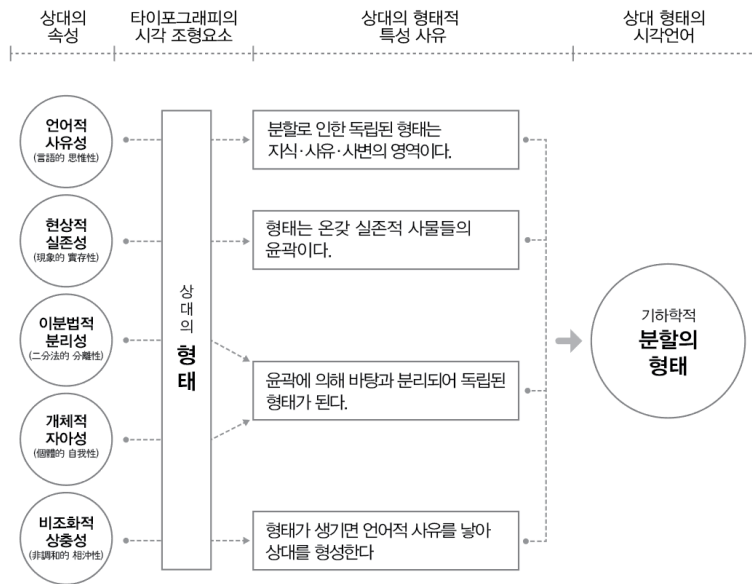 상대의
속성
타이포그래피의
시각 조형요소
상대의 형태적
특성 사유
상대 형태의
시각언어
언어적
사유성
(言語的 思惟性)
현상적
실존성
(現象的 實存性)
이분법적
분리성
(二分法的 分離性)
개체적
자아성
(個體的 自我性)
비조화적
상충성
(非調和的 相沖性)
상대의
형태
분할로 인한 독립된 형태는
지식·사유·사변의 영역이다.
형태는 온갖 실존적 사물들의
윤곽이다.
윤곽에 의해 바탕과 분리되어 독립된
형태가 된다.
형태가 생기면 언어적 사유를 낳아
상대를 형성한다
기하학적
분할의
형태